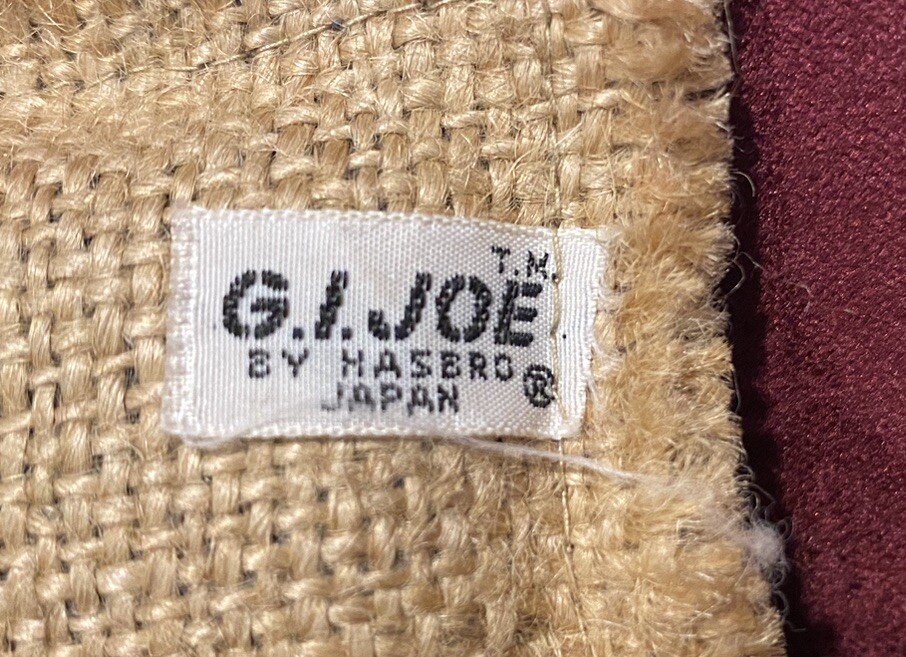 T.M.
G.I.JOE
BY HASBRO ®
JAPAN